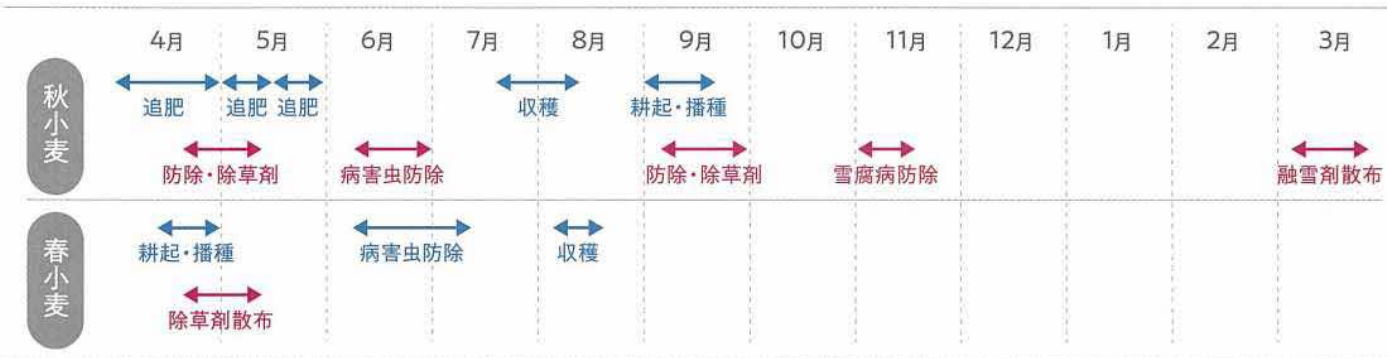 4月 5月 6月 7月 8月 9月 10月 11月 12月 1月 2月 3月
秋小麦
追肥 追肥 追肥 収穫 耕起・播種
防除・除草剤 病害虫防除 防除・除草剤 雪腐病防除 融雪剤散布
春小麦
耕起・播種 病害虫防除 収穫
除草剤散布